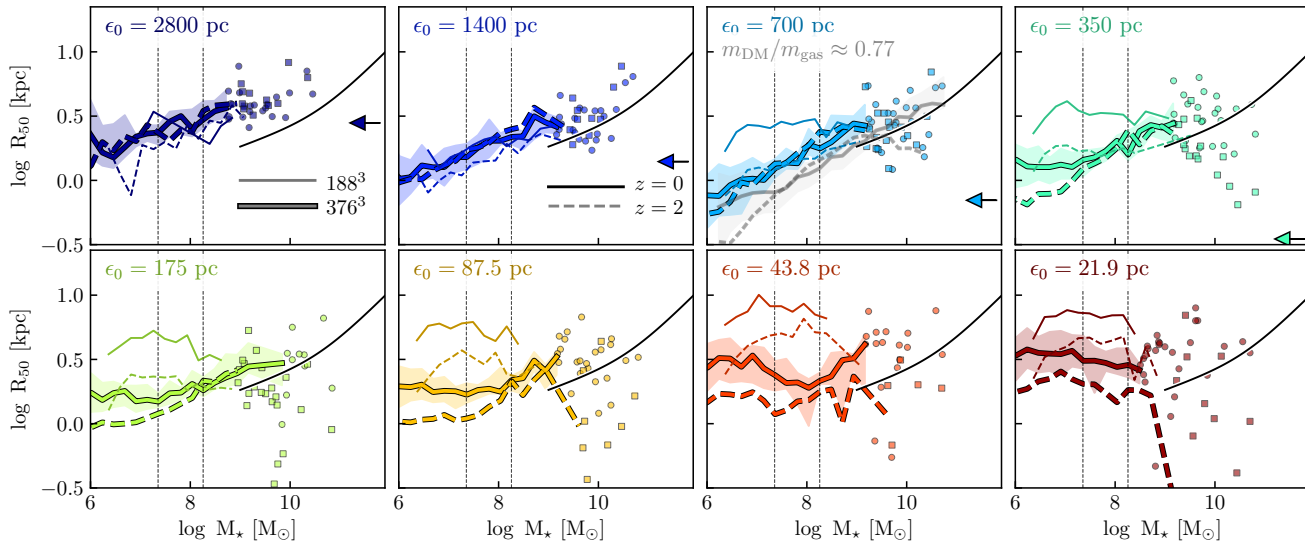 ϵ₀ = 2800 pc
ϵ₀ = 1400 pc
ϵ₀ = 700 pc
ϵ₀ = 350 pc
m_DM/m_gas ≈ 0.77
188³
376³
z = 0
z = 2
log R₅₀ [kpc]
1.0
0.5
0.0
−0.5
ϵ₀ = 175 pc
ϵ₀ = 87.5 pc
ϵ₀ = 43.8 pc
ϵ₀ = 21.9 pc
log R₅₀ [kpc]
1.0
0.5
0.0
−0.5
6 8 10 6 8 10 6 8 10 6 8 10
log M⋆ [M⊙] log M⋆ [M⊙] log M⋆ [M⊙] log M⋆ [M⊙]